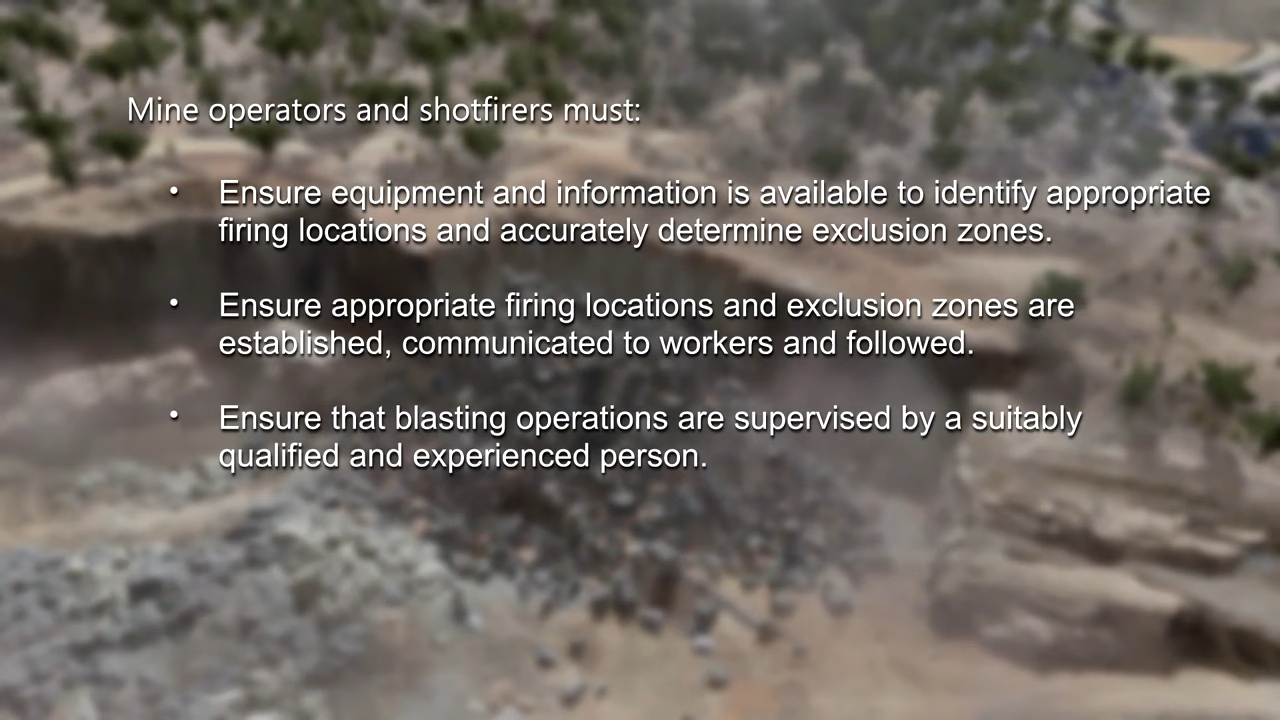 Mine operators and shotfirers must:
• Ensure equipment and information is available to identify appropriate
firing locations and accurately determine exclusion zones.
• Ensure appropriate firing locations and exclusion zones are
established, communicated to workers and followed.
• Ensure that blasting operations are supervised by a suitably
qualified and experienced person.